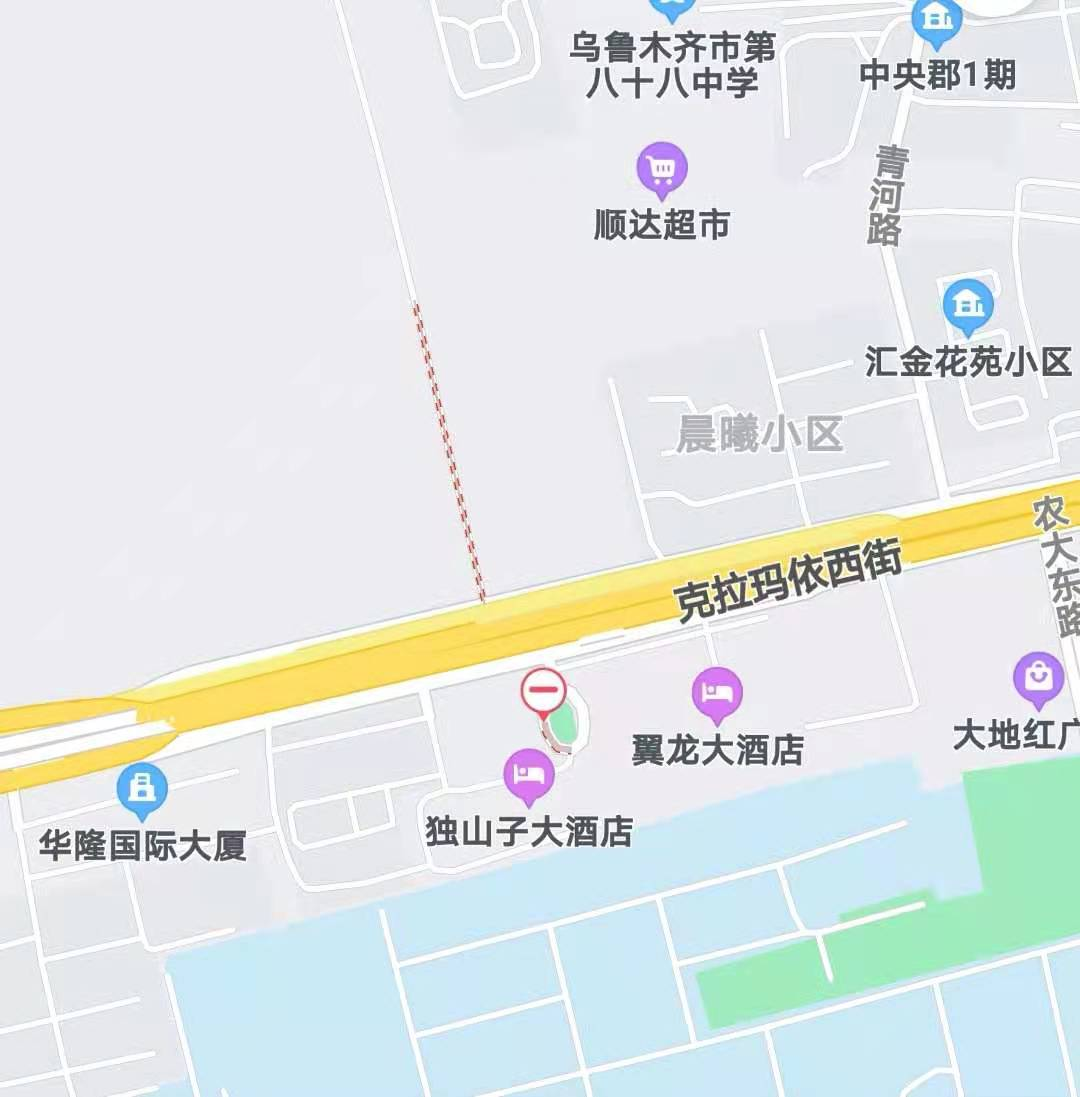 乌鲁木齐市第
八十八中学
中央郡1期
青河路
顺达超市
汇金花苑小区
晨曦小区
农大东路
克拉玛依西街
翼龙大酒店
大地红广
独山子大酒店
华隆国际大厦